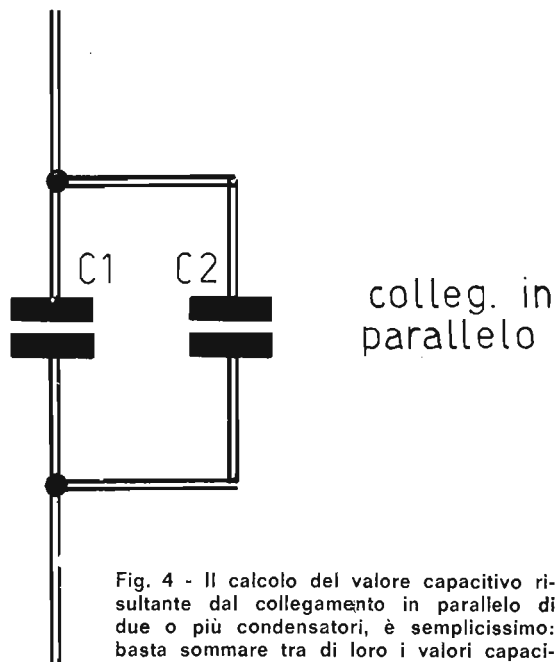 C1 C2
colleg. in
parallelo
Fig. 4 - Il calcolo del valore capacitivo ri-
sultante dal collegamento in parallelo di
due o più condensatori, è semplicissimo:
basta sommare tra di loro i valori capaci-